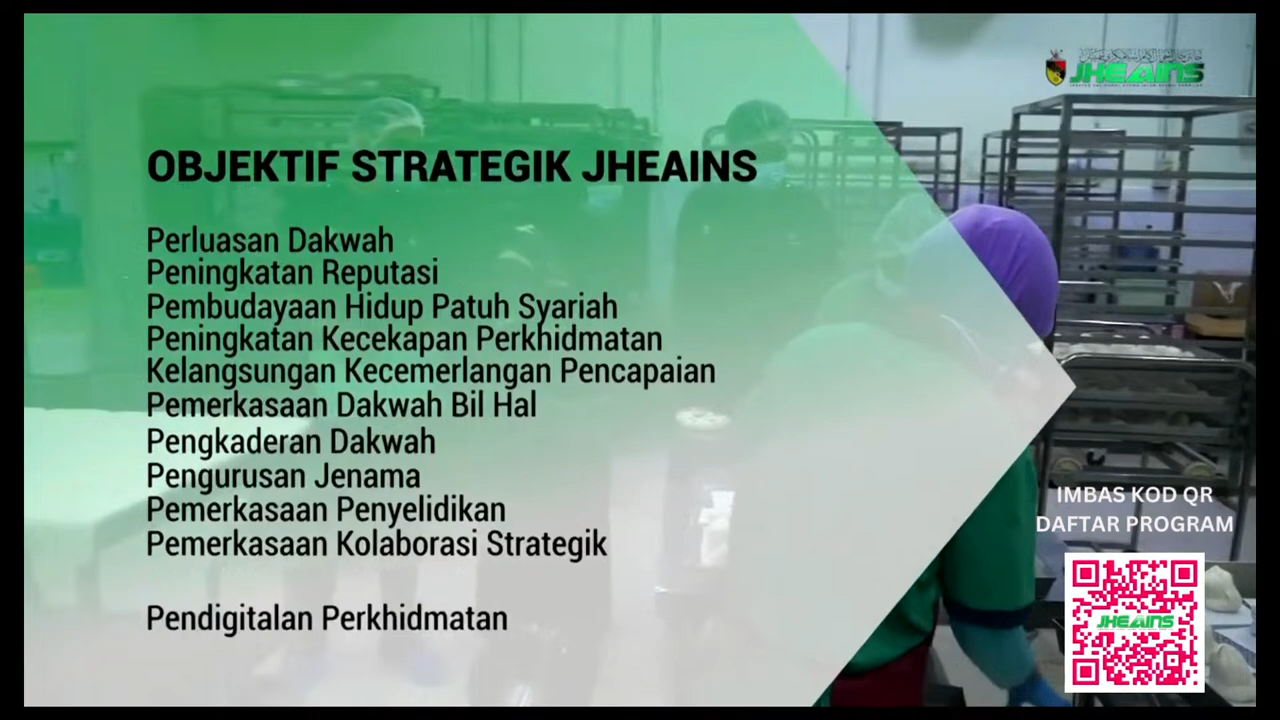 JHEAINS
OBJEKTIF STRATEGIK JHEAINS
Perluasan Dakwah
Peningkatan Reputasi
Pembudayaan Hidup Patuh Syariah
Peningkatan Kecekapan Perkhidmatan
Kelangsungan Kecemerlangan Pencapaian
Pemerkasaan Dakwah Bil Hal
Pengkaderan Dakwah
Pengurusan Jenama
Pemerkasaan Penyelidikan
Pemerkasaan Kolaborasi Strategik
Pendigitalan Perkhidmatan
IMBAS KOD QR
DAFTAR PROGRAM
JHEAINS